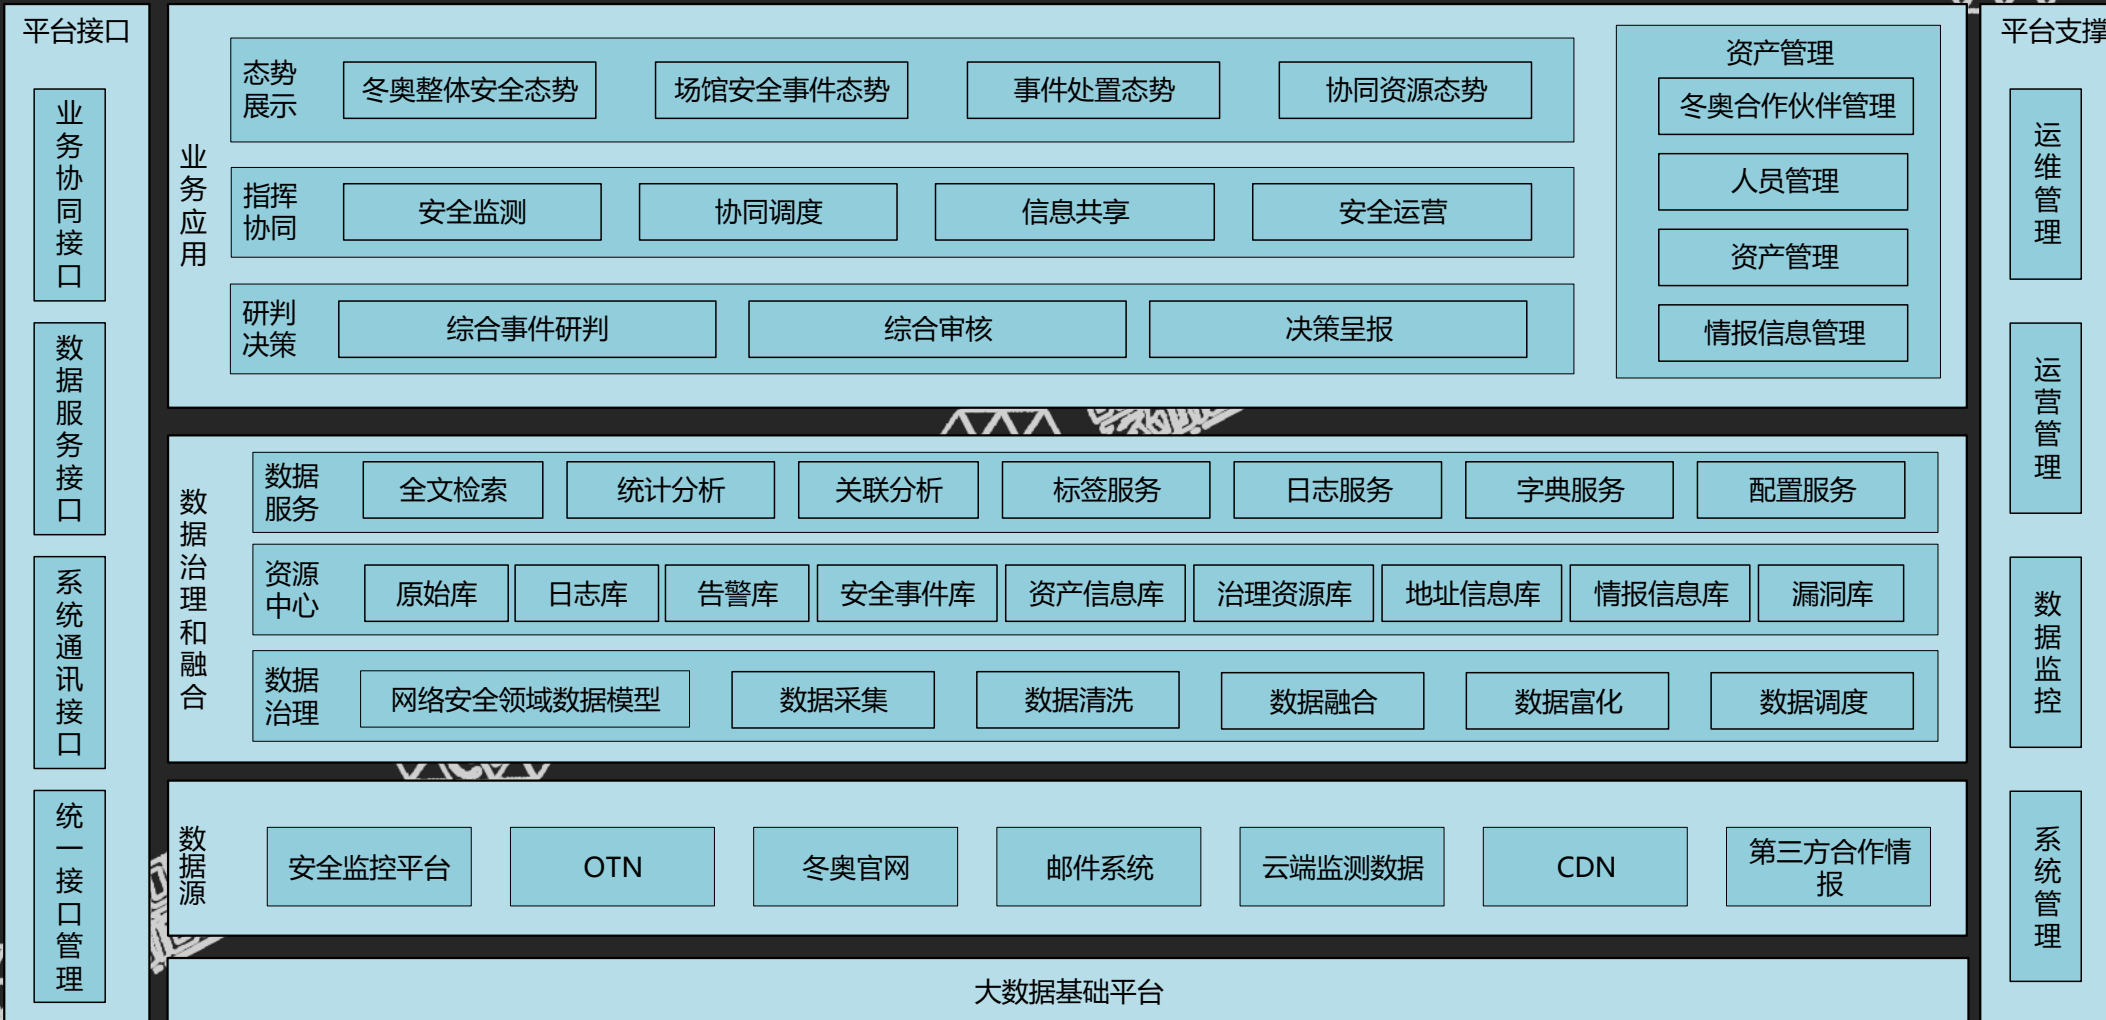 平台接口
业务协同接口
数据服务接口
系统通讯接口
统一接口管理
业务应用
态势
展示
冬奥整体安全态势
场馆安全事件态势
事件处置态势
协同资源态势
指挥
协同
安全监测
协同调度
信息共享
安全运营
研判
决策
综合事件研判
综合审核
决策呈报
资产管理
冬奥合作伙伴管理
人员管理
资产管理
情报信息管理
数据治理和融合
数据
服务
全文检索
统计分析
关联分析
标签服务
日志服务
字典服务
配置服务
资源
中心
原始库
日志库
告警库
安全事件库
资产信息库
治理资源库
地址信息库
情报信息库
漏洞库
数据
治理
网络安全领域数据模型
数据采集
数据清洗
数据融合
数据富化
数据调度
数据源
安全监控平台
OTN
冬奥官网
邮件系统
云端监测数据
CDN
第三方合作情
报
大数据基础平台
平台支撑
运维管理
运营管理
数据监控
系统管理